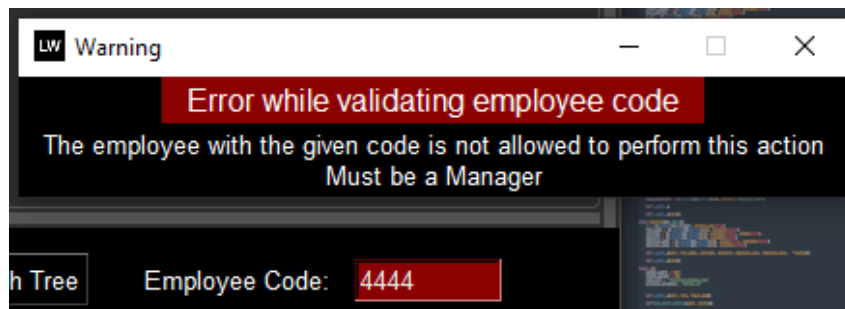 LW Warning
Error while validating employee code
The employee with the given code is not allowed to perform this action
Must be a Manager
h Tree Employee Code: 4444